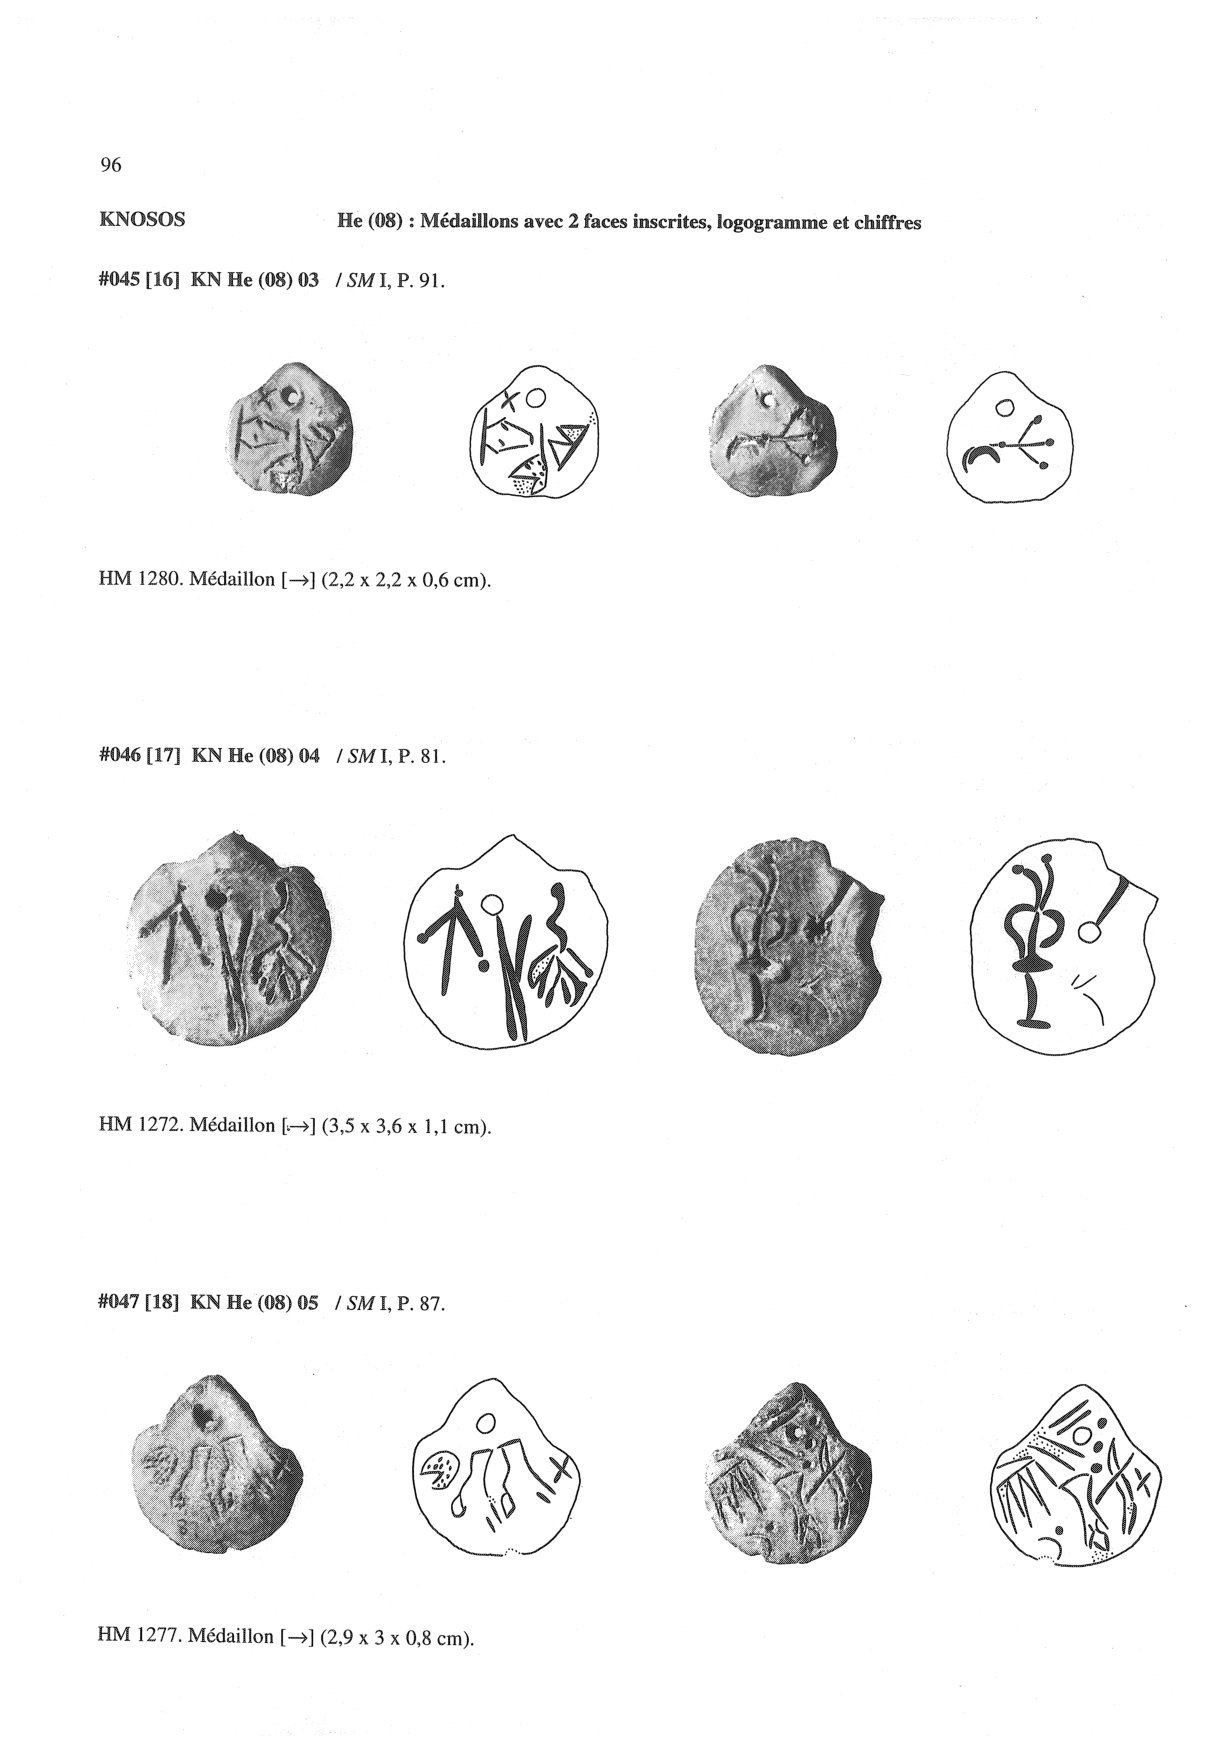 96
KNOSOS He (08) : Médaillons avec 2 faces inscrites, logogramme et chiffres
#045 [16] KN He (08) 03 / SM I, P. 91.
HM 1280. Médaillon [→] (2,2 x 2,2 x 0,6 cm).
#046 [17] KN He (08) 04 / SM I, P. 81.
HM 1272. Médaillon [→] (3,5 x 3,6 x 1,1 cm).
#047 [18] KN He (08) 05 / SM I, P. 87.
HM 1277. Médaillon [→] (2,9 x 3 x 0,8 cm).